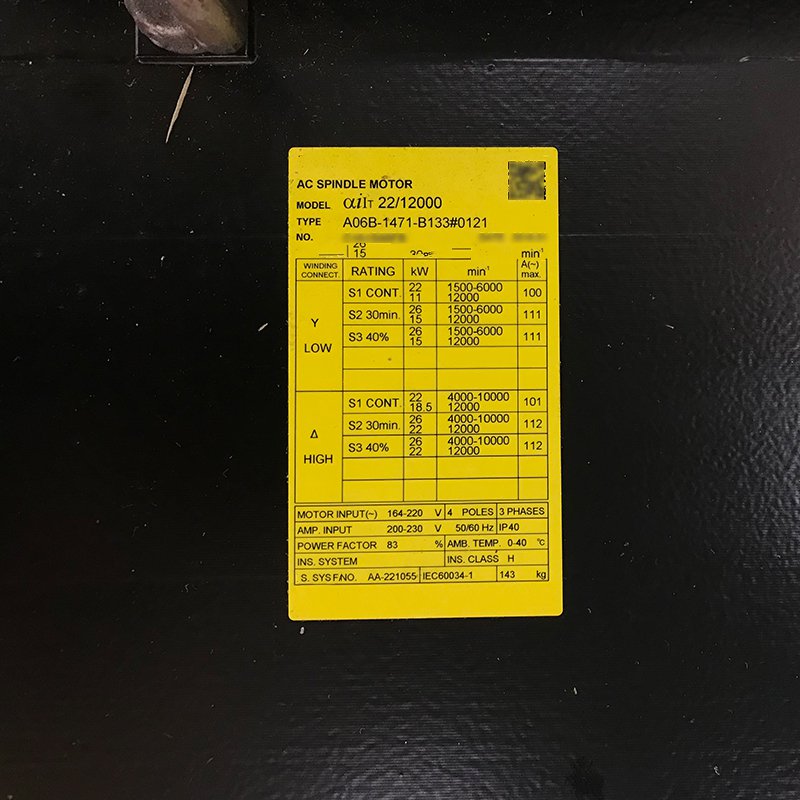 AC SPINDLE MOTOR
MODEL αiIT 22/12000
TYPE A06B-1471-B133#0121
NO.
15
min-1
WINDING CONNECT. RATING kW min-1 A(~) max.
Y LOW
S1 CONT. 22 1500-6000 100
11 12000
S2 30min. 26 1500-6000 111
15 12000
S3 40% 26 1500-6000 111
15 12000
Δ HIGH
S1 CONT. 22 4000-10000 101
18.5 12000
S2 30min. 26 4000-10000 112
22 12000
S3 40% 26 4000-10000 112
22 12000
MOTOR INPUT(~) 164-220 V 4 POLES 3 PHASES
AMP. INPUT 200-230 V 50/60 Hz IP40
POWER FACTOR 83 % AMB. TEMP. 0-40 °C
INS. SYSTEM INS. CLASS H
S. SYS F/NO. AA-221055 IEC60034-1 143 kg